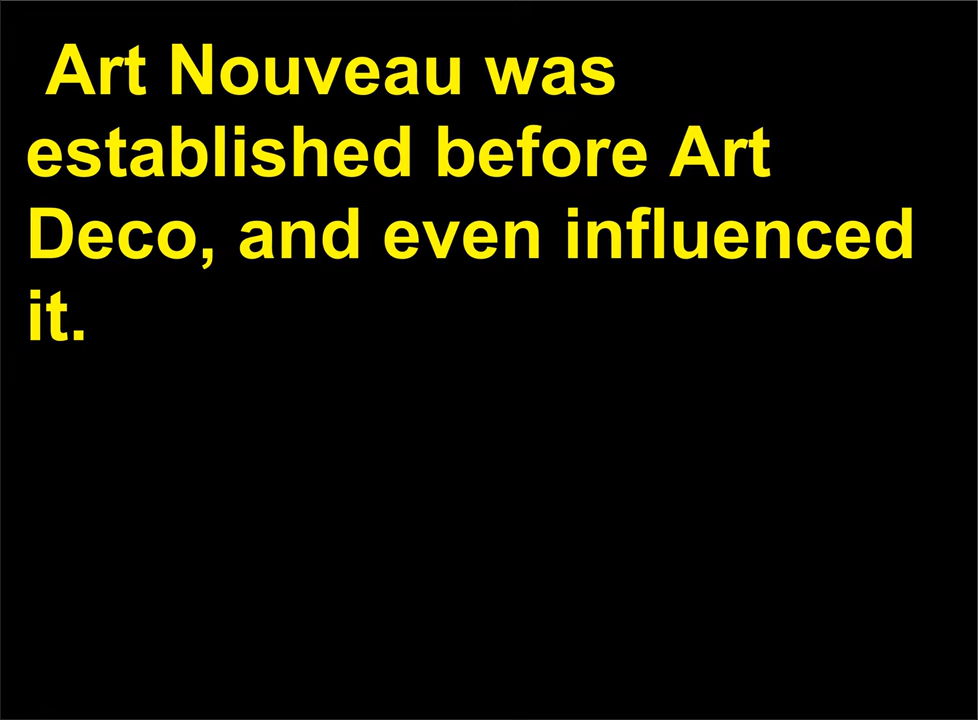 Art Nouveau was
established before Art
Deco, and even influenced
it.